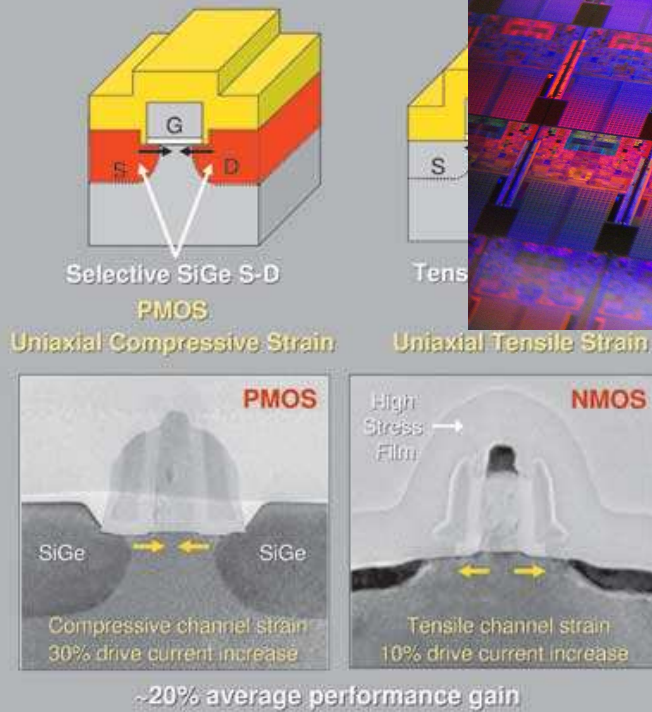 G
S
D
S
Selective SiGe S-D
Tens
PMOS
Uniaxial Compressive Strain
Uniaxial Tensile Strain
PMOS
SiGe
SiGe
Compressive channel strain
30% drive current increase
High
Stress
Film
NMOS
Tensile channel strain
10% drive current increase
~20% average performance gain